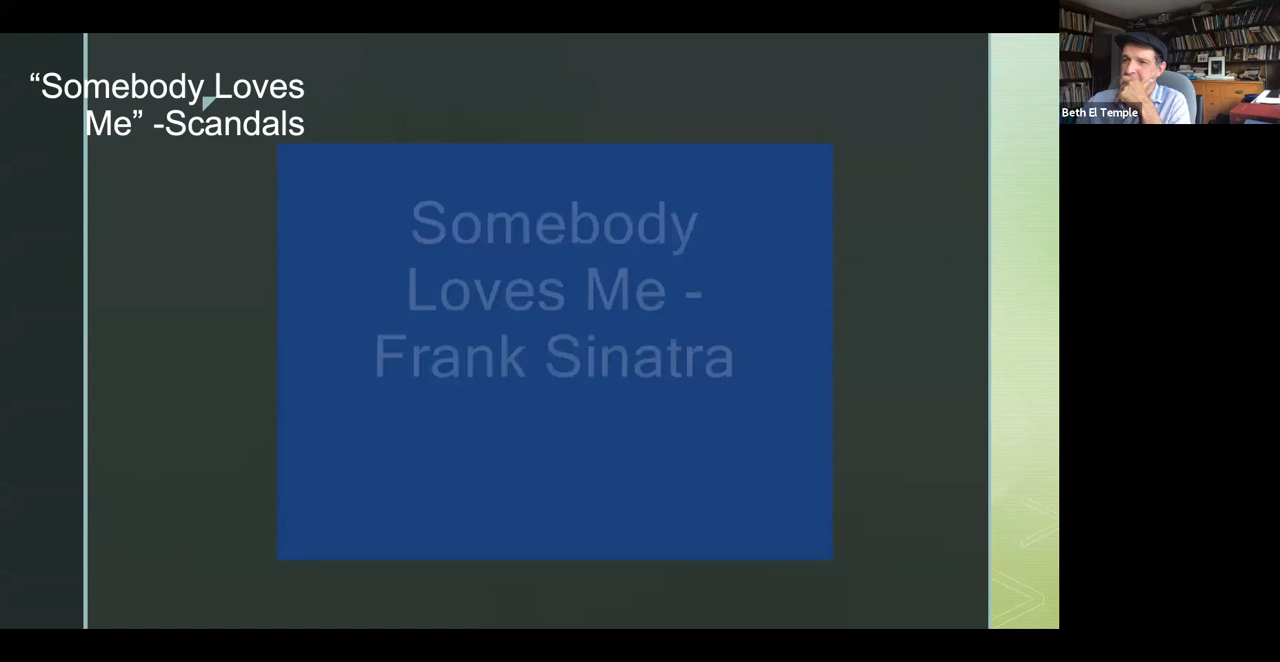 “Somebody Loves
Me” -Scandals
Somebody
Loves Me -
Frank Sinatra
Beth El Temple